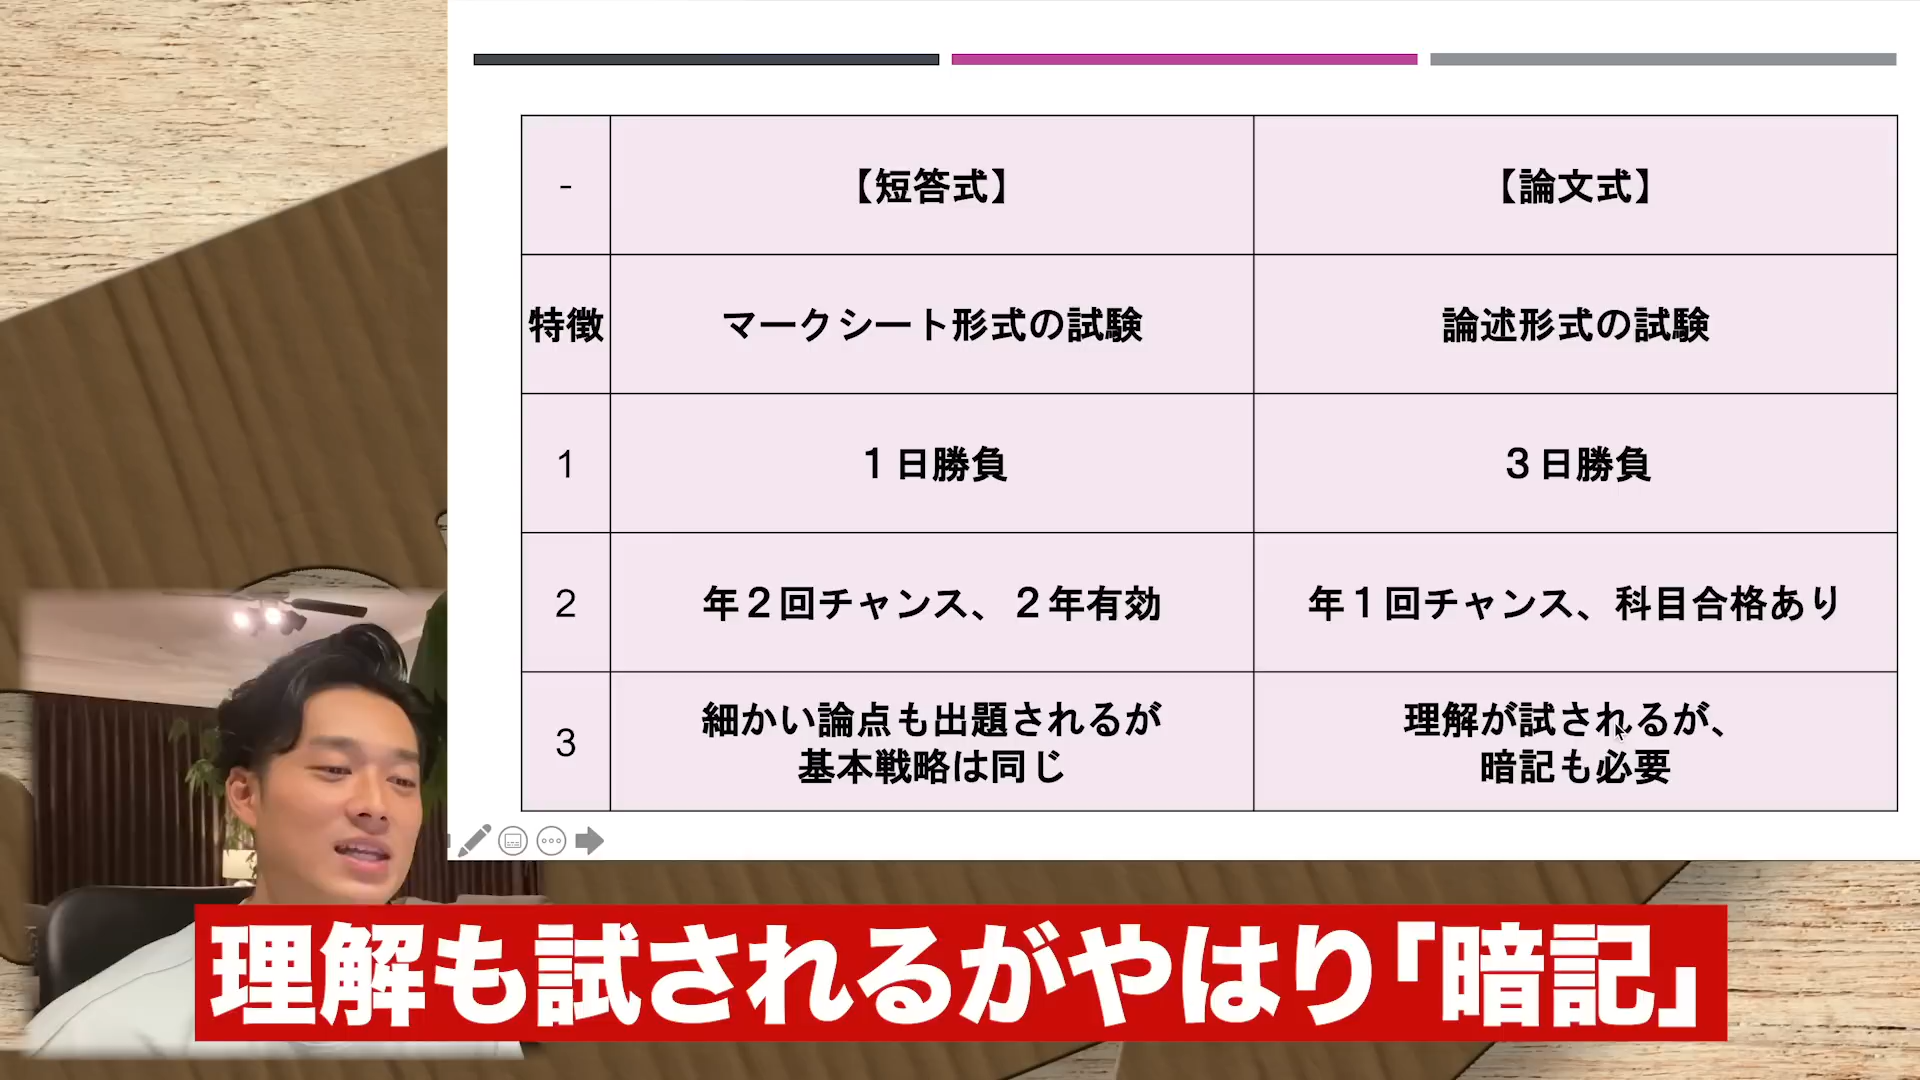 -
【短答式】
【論文式】
特徴
マークシート形式の試験
論述形式の試験
1
１日勝負
３日勝負
2
年２回チャンス、２年有効
年１回チャンス、科目合格あり
3
細かい論点も出題されるが
基本戦略は同じ
理解が試されるが、
暗記も必要
理解も試されるがやはり「暗記」